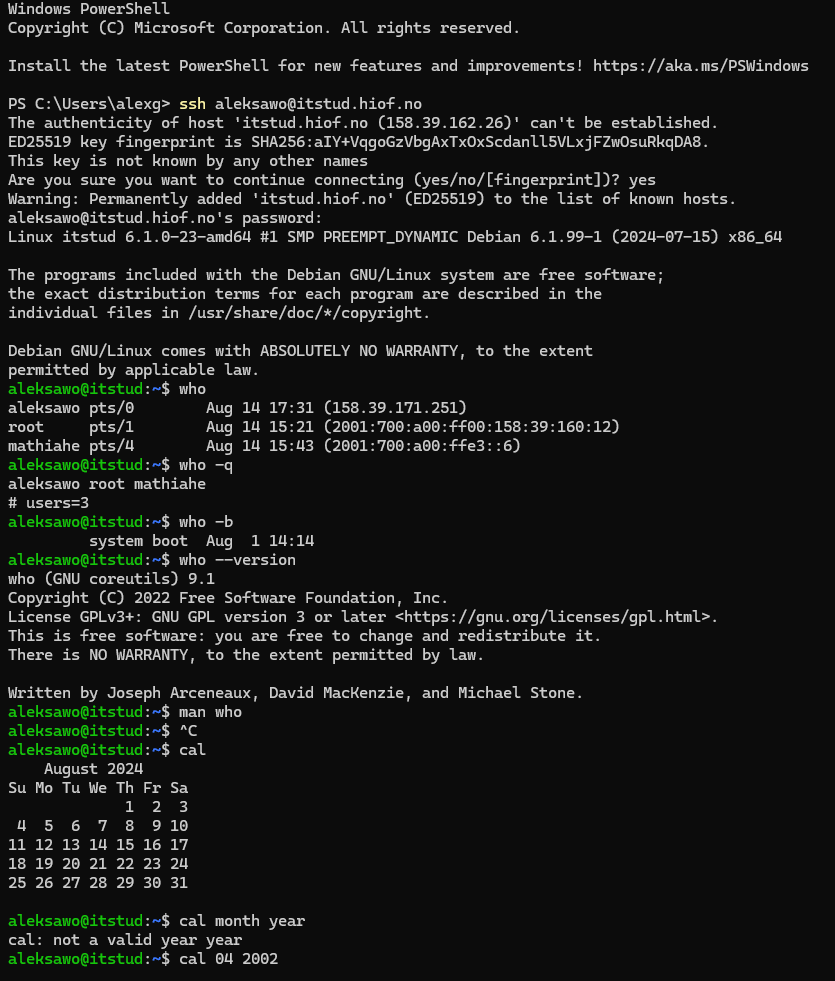 Windows PowerShell
Copyright (C) Microsoft Corporation. All rights reserved.

Install the latest PowerShell for new features and improvements! https://aka.ms/PSWindows

PS C:\Users\alexg> ssh aleksawo@itstud.hiof.no
The authenticity of host 'itstud.hiof.no (158.39.162.26)' can't be established.
ED25519 key fingerprint is SHA256:aIY+VqgoGzVbgAxTxOxScdanll5VLxjFZwOsuRkqDA8.
This key is not known by any other names
Are you sure you want to continue connecting (yes/no/[fingerprint])? yes
Warning: Permanently added 'itstud.hiof.no' (ED25519) to the list of known hosts.
aleksawo@itstud.hiof.no's password:
Linux itstud 6.1.0-23-amd64 #1 SMP PREEMPT_DYNAMIC Debian 6.1.99-1 (2024-07-15) x86_64

The programs included with the Debian GNU/Linux system are free software;
the exact distribution terms for each program are described in the
individual files in /usr/share/doc/*/copyright.

Debian GNU/Linux comes with ABSOLUTELY NO WARRANTY, to the extent
permitted by applicable law.
aleksawo@itstud:~$ who
aleksawo pts/0        Aug 14 17:31 (158.39.171.251)
root     pts/1        Aug 14 15:21 (2001:700:a00:ff00:158:39:160:12)
mathiahe pts/4        Aug 14 15:43 (2001:700:a00:ffe3::6)
aleksawo@itstud:~$ who -q
aleksawo root mathiahe
# users=3
aleksawo@itstud:~$ who -b
         system boot  Aug  1 14:14
aleksawo@itstud:~$ who --version
who (GNU coreutils) 9.1
Copyright (C) 2022 Free Software Foundation, Inc.
License GPLv3+: GNU GPL version 3 or later <https://gnu.org/licenses/gpl.html>.
This is free software: you are free to change and redistribute it.
There is NO WARRANTY, to the extent permitted by law.

Written by Joseph Arceneaux, David MacKenzie, and Michael Stone.
aleksawo@itstud:~$ man who
aleksawo@itstud:~$ ^C
aleksawo@itstud:~$ cal
    August 2024
Su Mo Tu We Th Fr Sa
             1  2  3
 4  5  6  7  8  9 10
11 12 13 14 15 16 17
18 19 20 21 22 23 24
25 26 27 28 29 30 31

aleksawo@itstud:~$ cal month year
cal: not a valid year year
aleksawo@itstud:~$ cal 04 2002